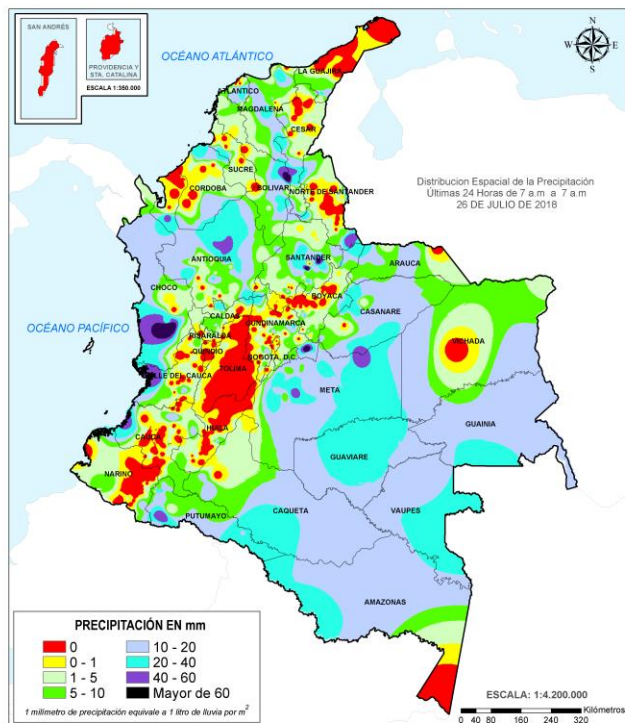 SAN ANDRÉS
PROVIDENCIA Y
STA. CATALINA
ESCALA 1:350.000
OCÉANO ATLÁNTICO
N
W
E
S
LA GUAJIRA
ATLANTICO
MAGDALENA
CESAR
SUCRE
CORDOBA
BOLIVAR
NORTE DE SANTANDER
Distribucion Espacial de la Precipitación
Últimas 24 Horas de 7 a.m a 7 a.m
26 DE JULIO DE 2018
ANTIOQUIA
SANTANDER
ARAUCA
CHOCO
BOYACA
CASANARE
CALDAS
CUNDINAMARCA
OCÉANO PACÍFICO
RISARALDA
QUINDIO
BOGOTA, D.C.
VICHADA
VALLE DEL CAUCA
TOLIMA
META
GUAINIA
HUILA
CAUCA
GUAVIARE
NARIÑO
CAQUETA
VAUPES
PUTUMAYO
AMAZONAS
PRECIPITACIÓN EN mm
0
10 - 20
0 - 1
20 - 40
1 - 5
40 - 60
5 - 10
Mayor de 60
1 milímetro de precipitación equivale a 1 litro de lluvia por m²
ESCALA: 1:4.200.000
Kilómetros
0 40 80 160 240 320